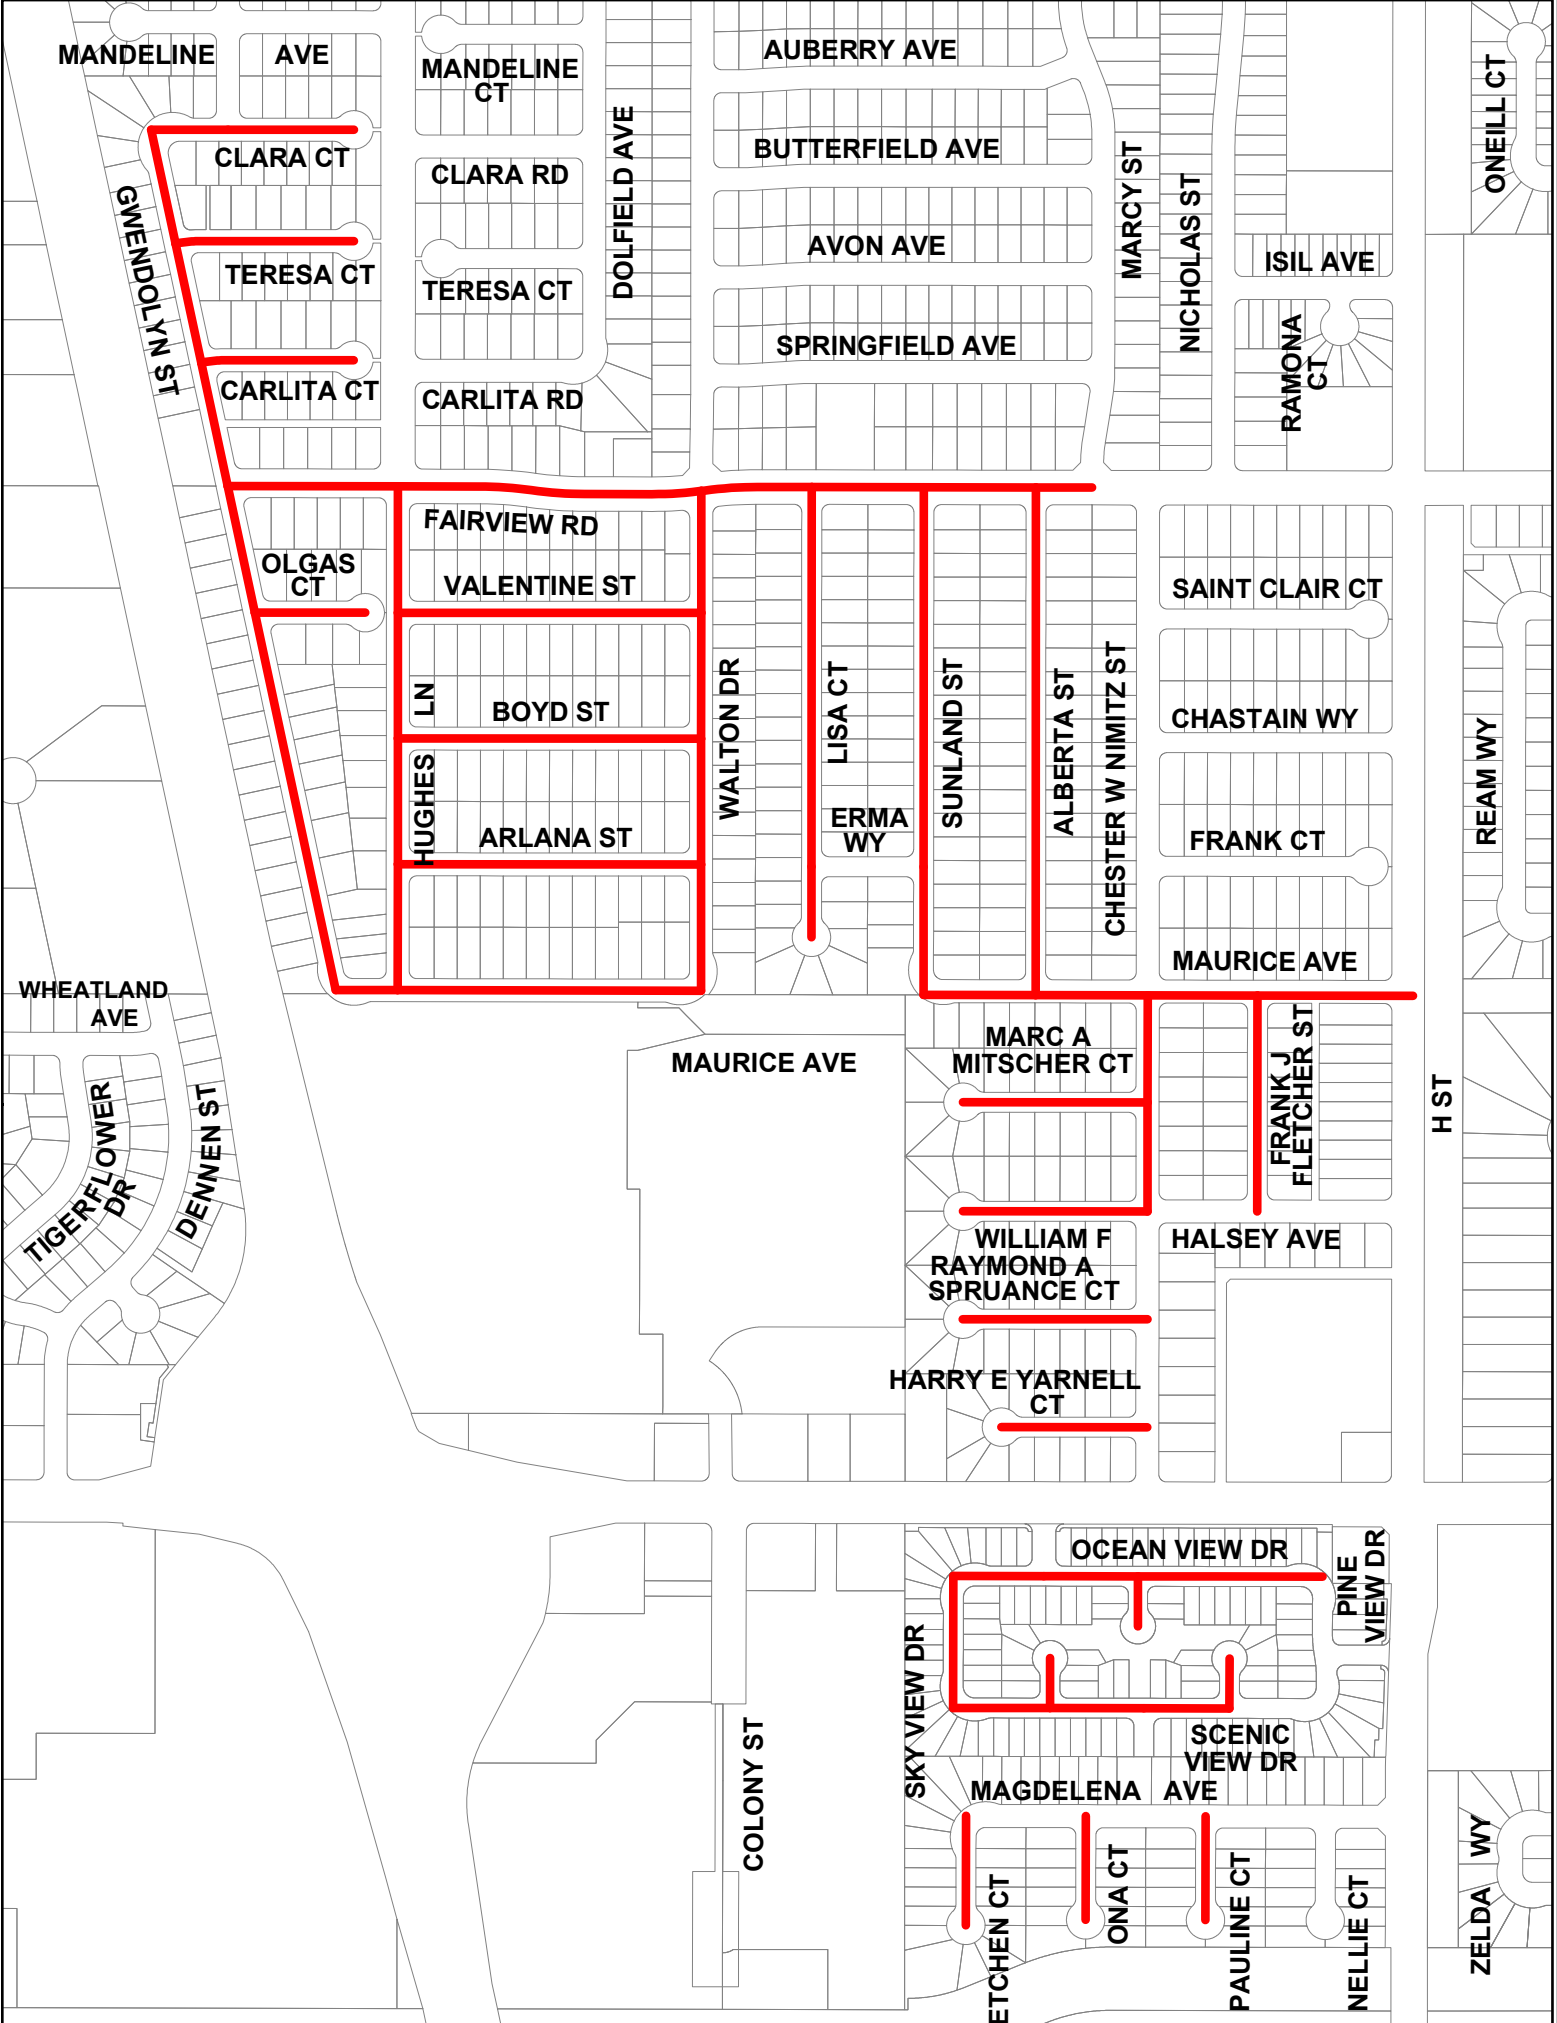 MANDELINE AVE
MANDELINE
CT
AUBERRY AVE
ONEILL CT
CLARA CT
CLARA RD
DOLFIELD AVE
BUTTERFIELD AVE
MARCY ST
NICHOLAS ST
GWENDOLYN ST
TERESA CT
TERESA CT
AVON AVE
ISIL AVE
CARLITA CT
CARLITA RD
SPRINGFIELD AVE
RAMONA
CT
FAIRVIEW RD
OLGAS
CT
VALENTINE ST
SAINT CLAIR CT
HUGHES LN
BOYD ST
WALTON DR
LISA CT
SUNLAND ST
ALBERTA ST
CHESTER W NIMITZ ST
CHASTAIN WY
REAM WY
ARLANA ST
ERMA
WY
FRANK CT
MAURICE AVE
WHEATLAND
AVE
MAURICE AVE
MARC A
MITSCHER CT
FRANK J
FLETCHER ST
H ST
TIGERFLOWER
DR
DENNEN ST
WILLIAM F
HALSEY AVE
RAYMOND A
SPRUANCE CT
HARRY E YARNELL
CT
OCEAN VIEW DR
PINE
VIEW DR
SKY VIEW DR
SCENIC
VIEW DR
COLONY ST
MAGDELENA AVE
ETCHEN CT
ONA CT
PAULINE CT
NELLIE CT
ZELDA WY